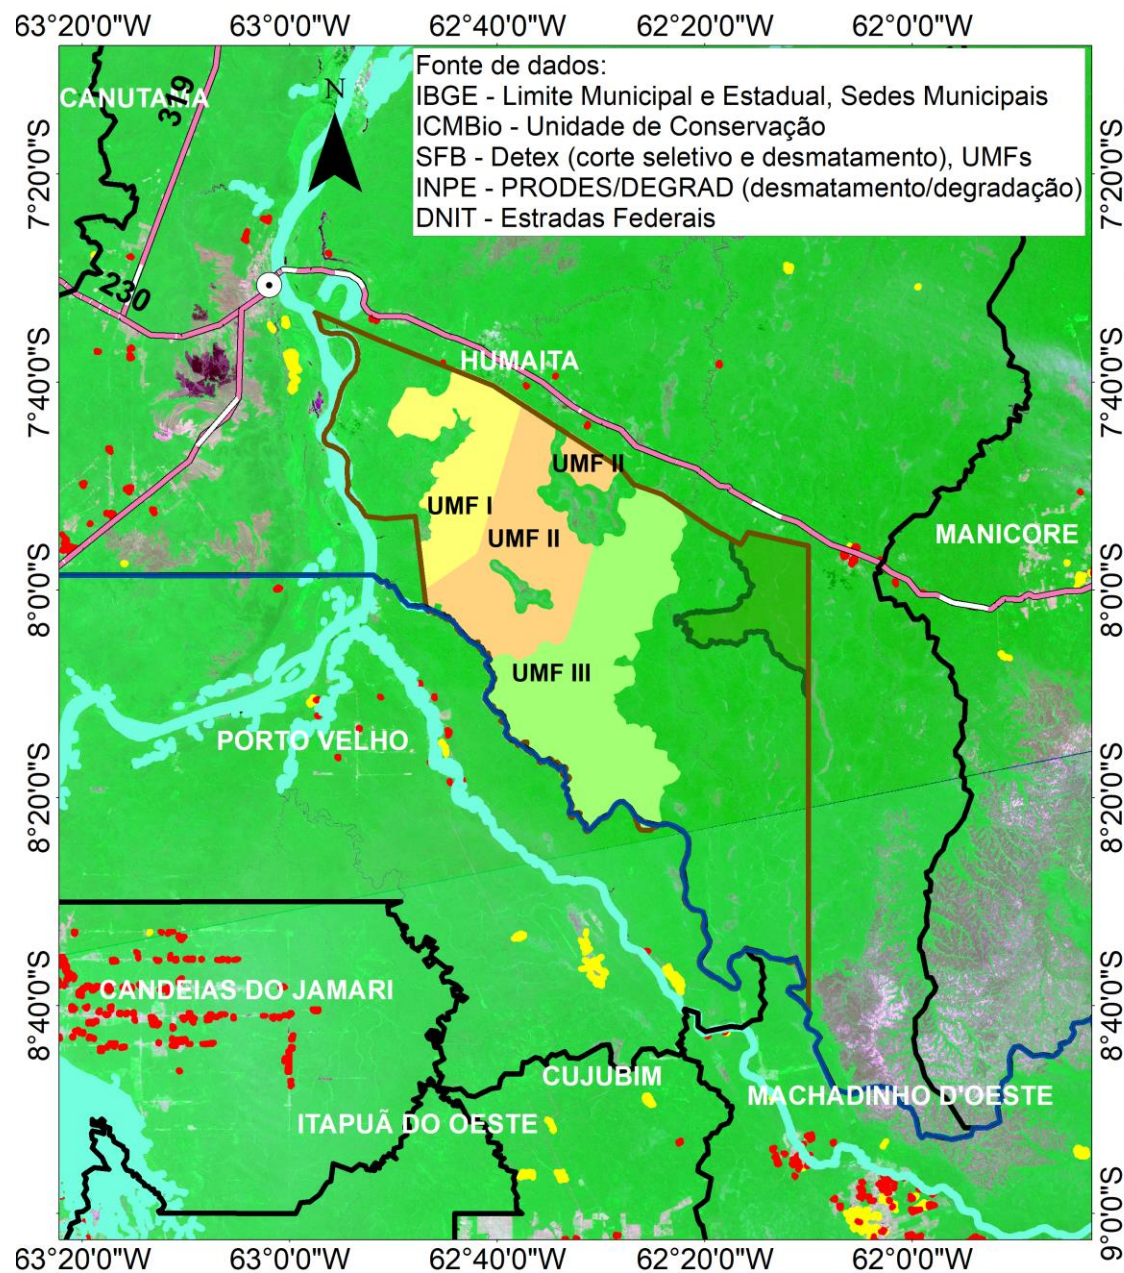 63°20'0"W 63°0'0"W 62°40'0"W 62°20'0"W 62°0'0"W
Fonte de dados:
IBGE - Limite Municipal e Estadual, Sedes Municipais
ICMBio - Unidade de Conservação
SFB - Detex (corte seletivo e desmatamento), UMFs
INPE - PRODES/DEGRAD (desmatamento/degradação)
DNIT - Estradas Federais
N
CANUTAMA
319
7°20'0"S 7°20'0"S
230
HUMAITA
7°40'0"S 7°40'0"S
UMF II
UMF I
UMF II
MANICORE
8°0'0"S 8°0'0"S
UMF III
PORTO VELHO
8°20'0"S 8°20'0"S
CANDEIAS DO JAMARI
8°40'0"S 8°40'0"S
CUJUBIM
MACHADINHO D'OESTE
ITAPUÃ DO OESTE
9°0'0"S
63°20'0"W 63°0'0"W 62°40'0"W 62°20'0"W 62°0'0"W